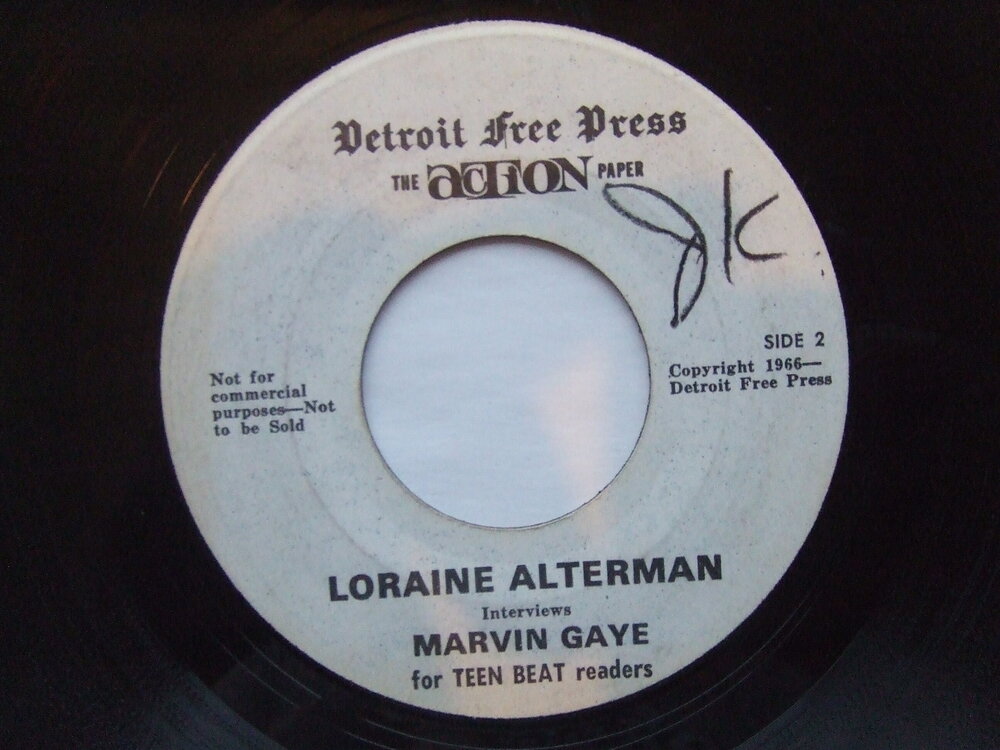 Detroit Free Press
THE action PAPER
JK
SIDE 2
Copyright 1966—
Detroit Free Press
Not for
commercial
purposes—Not
to be Sold
LORAINE ALTERMAN
Interviews
MARVIN GAYE
for TEEN BEAT readers